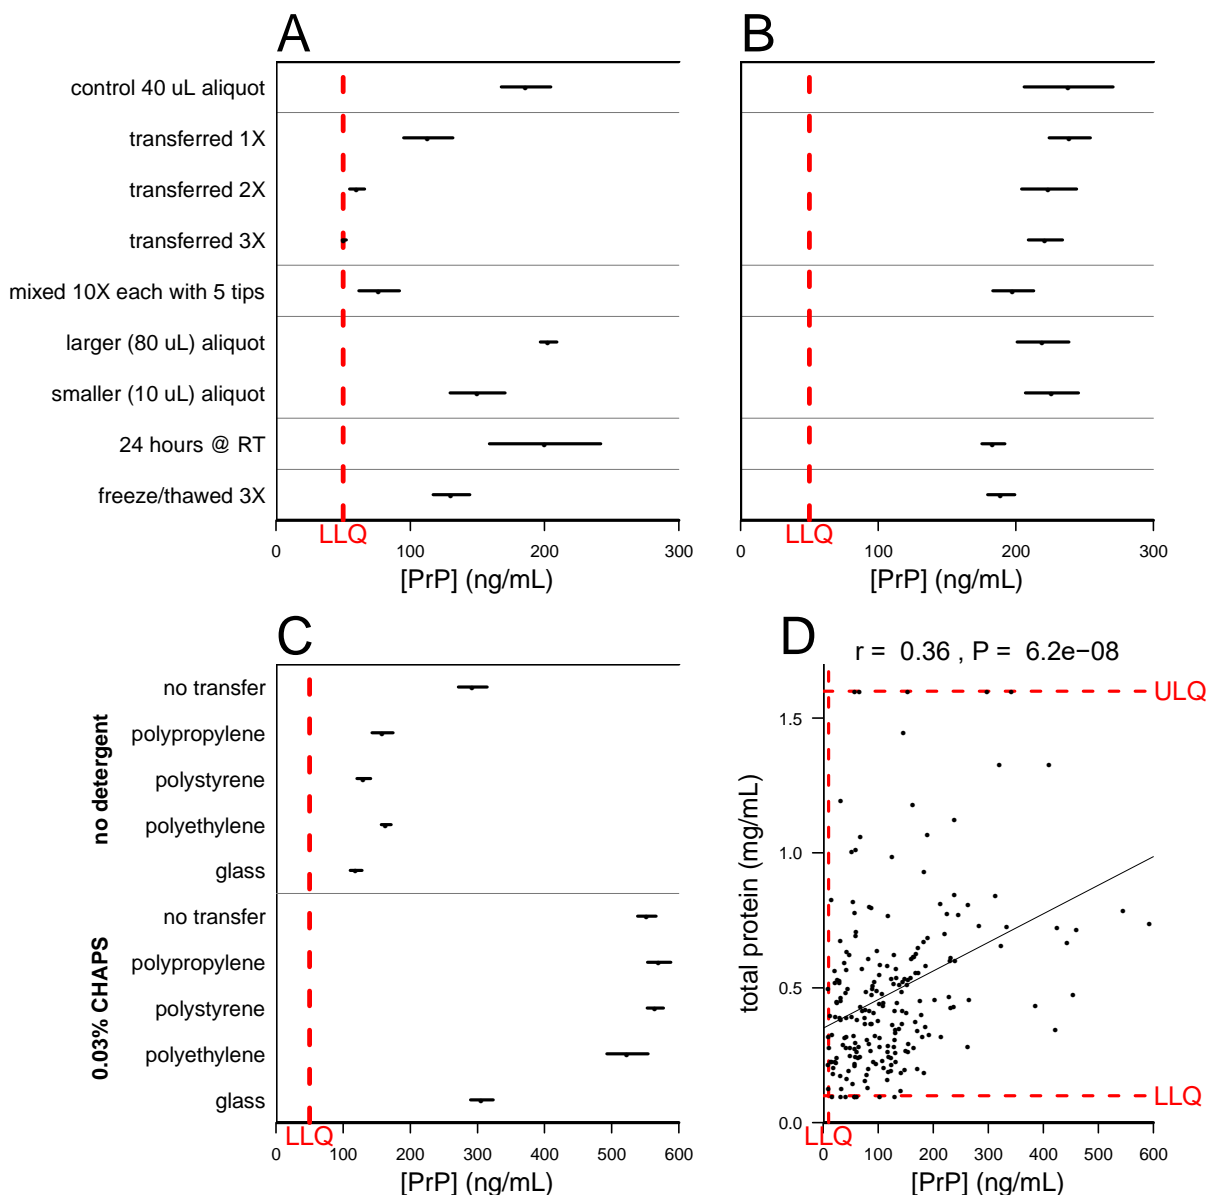 A
control 40 uL aliquot
transferred 1X
transferred 2X
transferred 3X
mixed 10X each with 5 tips
larger (80 uL) aliquot
smaller (10 uL) aliquot
24 hours @ RT
freeze/thawed 3X
LLQ
0 100 200 300
[PrP] (ng/mL)
B
LLQ
0 100 200 300
[PrP] (ng/mL)
C
no detergent
no transfer
polypropylene
polystyrene
polyethylene
glass
0.03% CHAPS
no transfer
polypropylene
polystyrene
polyethylene
glass
LLQ
0 100 200 300 400 500 600
[PrP] (ng/mL)
D
r = 0.36 , P = 6.2e−08
ULQ
total protein (mg/mL)
1.5
1.0
0.5
0.0
LLQ
LLQ
0 100 200 300 400 500 600
[PrP] (ng/mL)